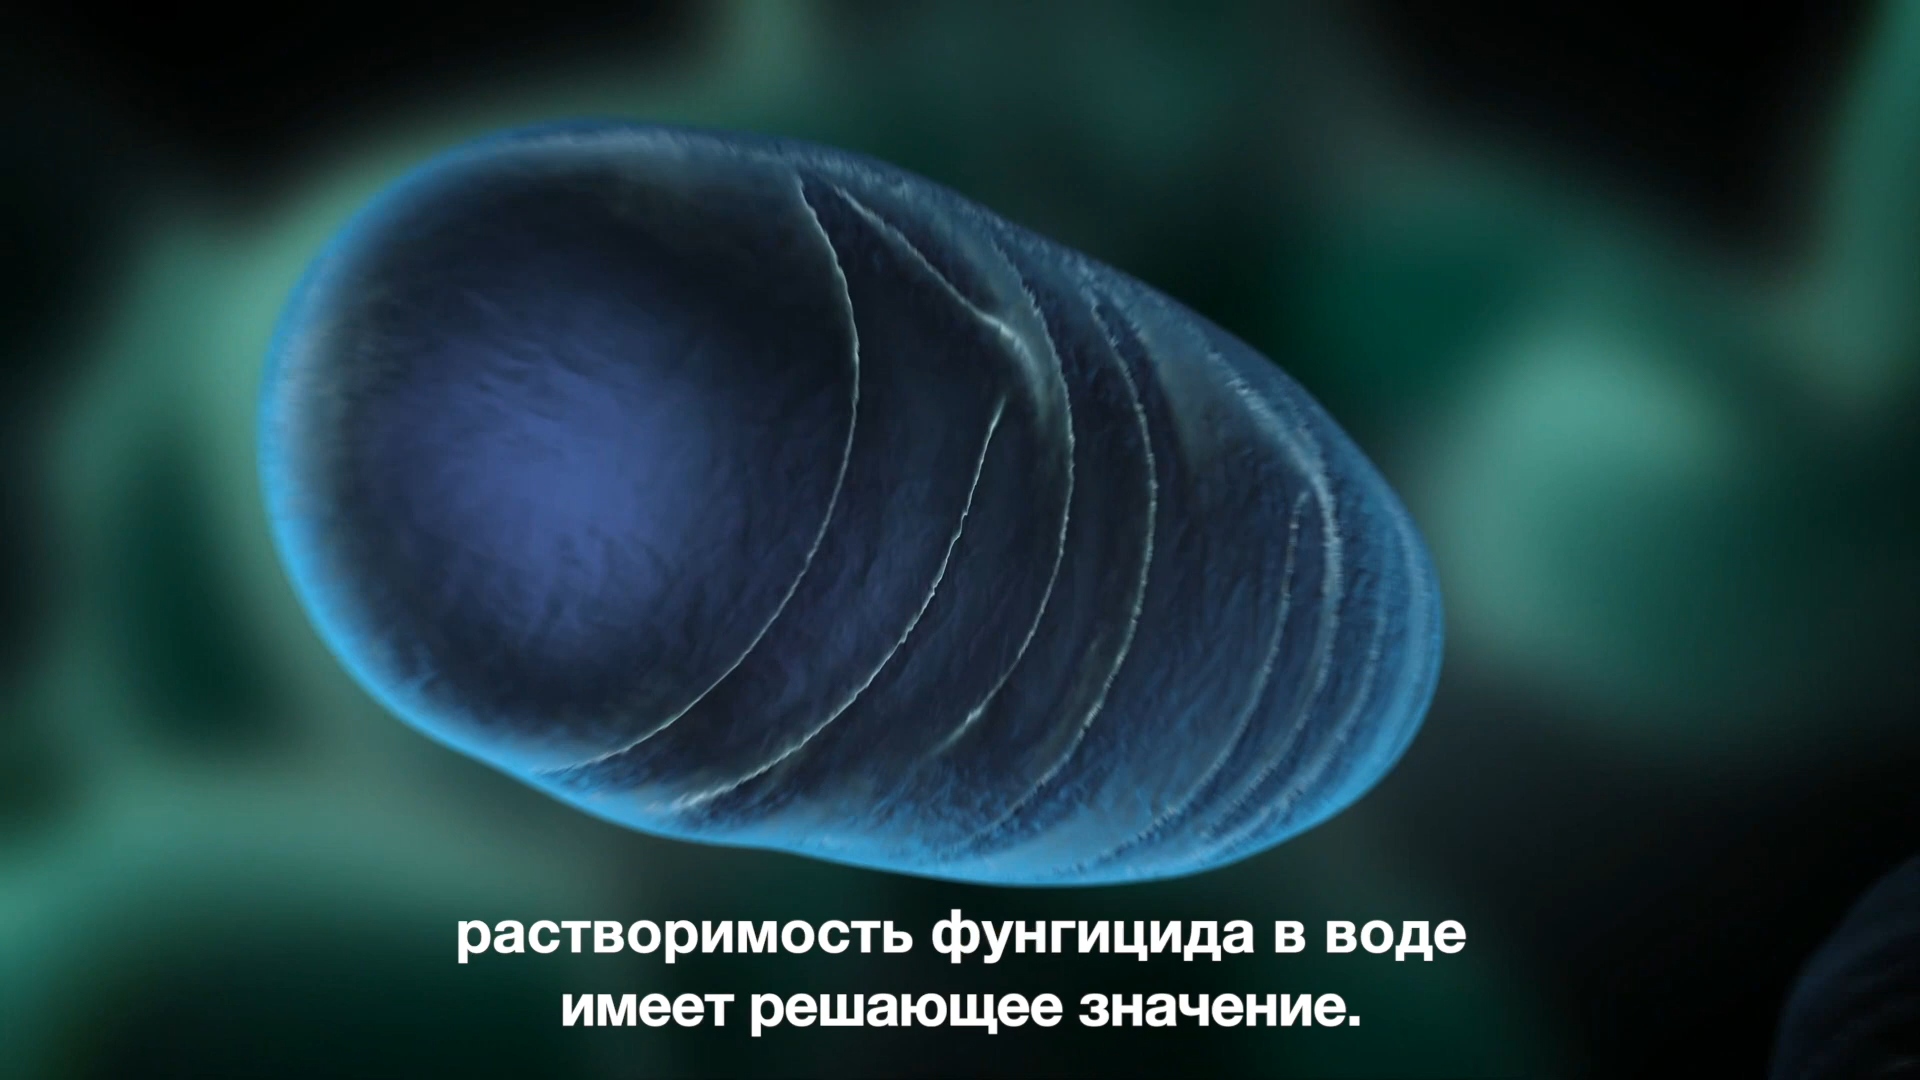 растворимость фунгицида в воде
имеет решающее значение.